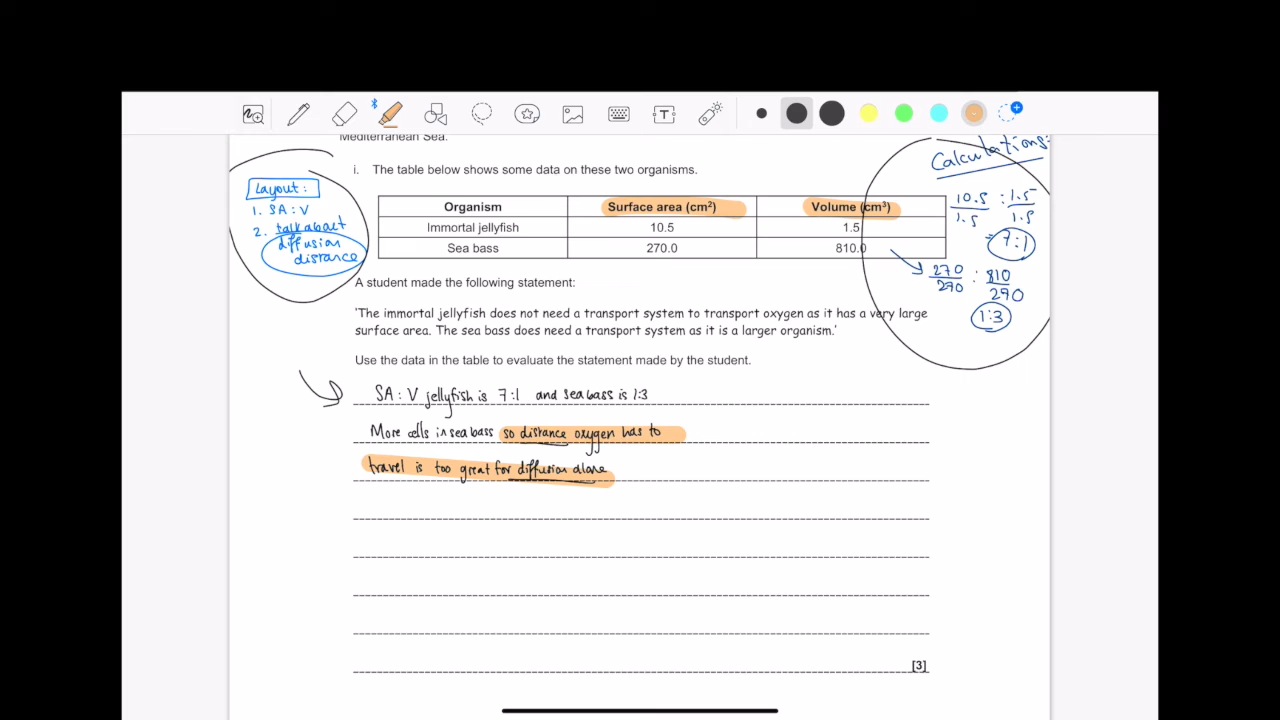 Mediterranean Sea.
Calculations:
i. The table below shows some data on these two organisms.
Layout:
1. SA:V
2. talk about
diffusion
distance
Organism Surface area (cm²) Volume (cm³)
Immortal jellyfish 10.5 1.5
Sea bass 270.0 810.0
10.5 : 1.5
1.5 1.5
= 7:1
270 : 810
270 270
1:3
A student made the following statement:
'The immortal jellyfish does not need a transport system to transport oxygen as it has a very large
surface area. The sea bass does need a transport system as it is a larger organism.'
Use the data in the table to evaluate the statement made by the student.
SA:V jellyfish is 7:1 and sea bass is 1:3
More cells in sea bass so distance oxygen has to
travel is too great for diffusion alone
[3]